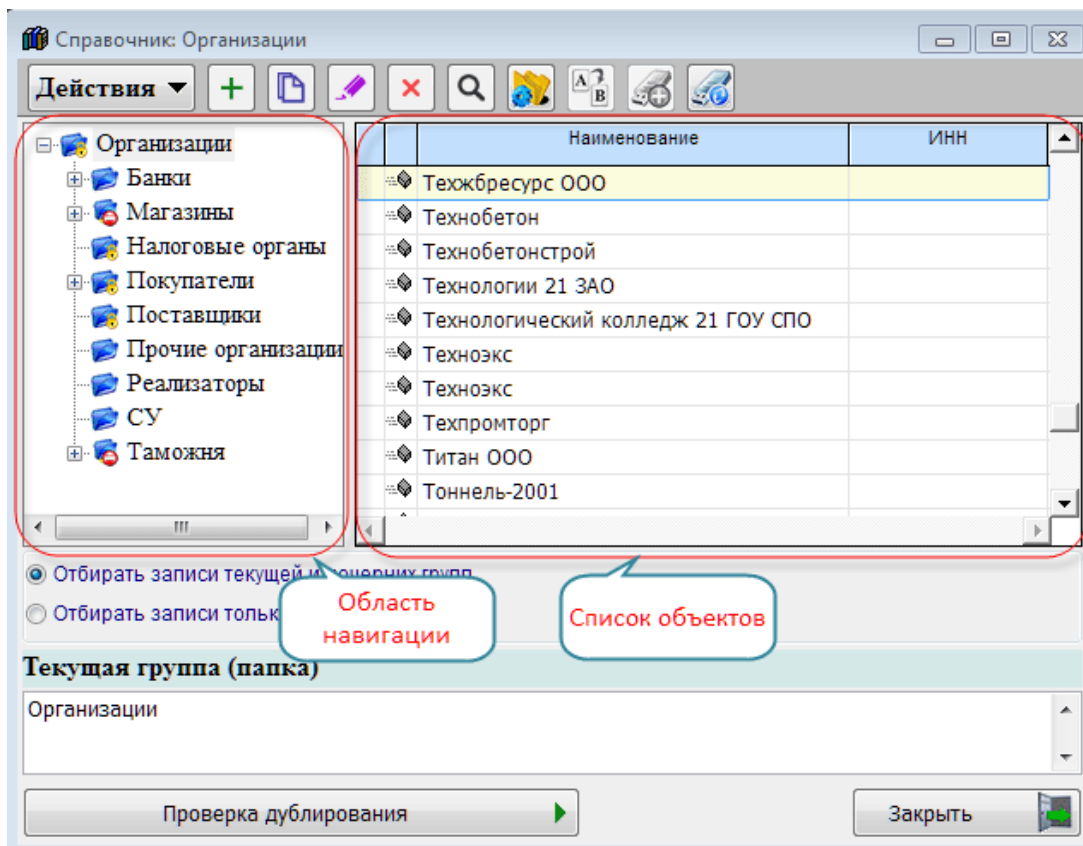 Справочник: Организации
Действия
A B
Организации
Банки
Магазины
Налоговые органы
Покупатели
Поставщики
Прочие организации
Реализаторы
СУ
Таможня
Наименование ИНН
Техжбресурс ООО
Технобетон
Технобетонстрой
Технологии 21 ЗАО
Технологический колледж 21 ГОУ СПО
Техноэкс
Техноэкс
Техпромторг
Титан ООО
Тоннель-2001
Отбирать записи текущей и дочерних групп
Отбирать записи
Область
навигации
Список объектов
Текущая группа (папка)
Организации
Проверка дублирования
Закрыть